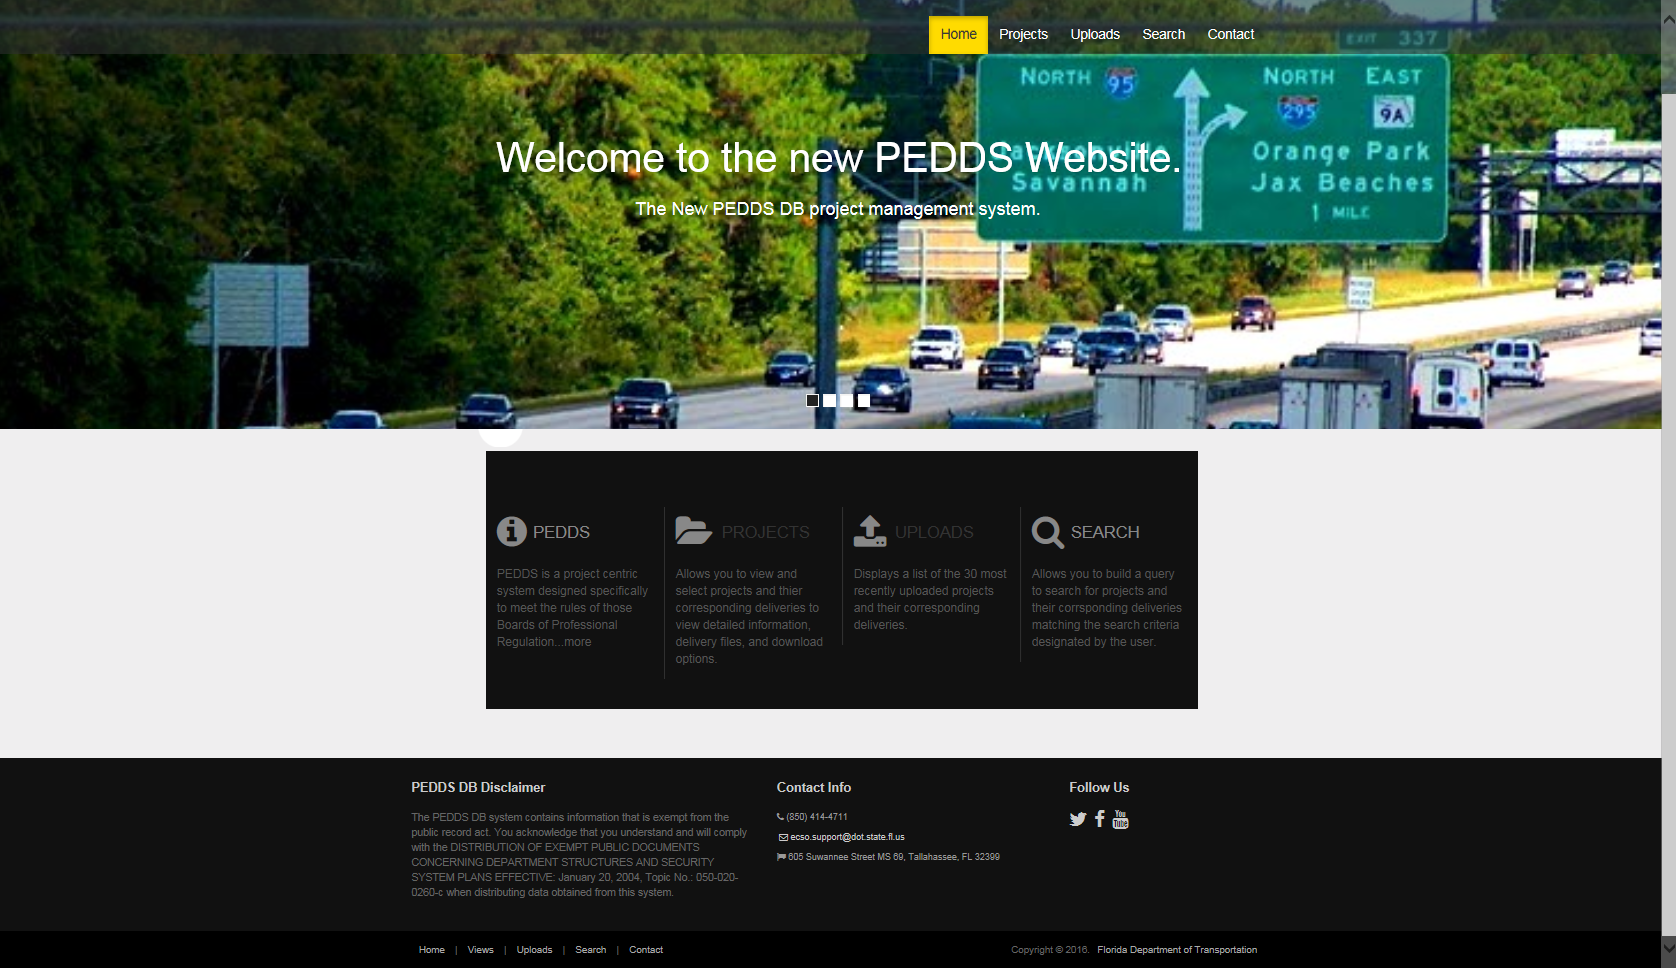 Home Projects Uploads Search Contact
EXIT 337
NORTH 95 NORTH EAST
295 9A
Welcome to the new PEDDS Website.
Orange Park
Savannah Jax Beaches
The New PEDDS DB project management system.
1 MILE
PEDDS
PEDDS is a project centric
system designed specifically
to meet the rules of those
Boards of Professional
Regulation...more
PROJECTS
Allows you to view and
select projects and thier
corresponding deliveries to
view detailed information,
delivery files, and download
options.
UPLOADS
Displays a list of the 30 most
recently uploaded projects
and their corresponding
deliveries.
SEARCH
Allows you to build a query
to search for projects and
their corrsponding deliveries
matching the search criteria
designated by the user.
PEDDS DB Disclaimer
The PEDDS DB system contains information that is exempt from the
public record act. You acknowledge that you understand and will comply
with the DISTRIBUTION OF EXEMPT PUBLIC DOCUMENTS
CONCERNING DEPARTMENT STRUCTURES AND SECURITY
SYSTEM PLANS EFFECTIVE: January 20, 2004, Topic No.: 050-020-
0260-c when distributing data obtained from this system.
Contact Info
(850) 414-4711
ecso.support@dot.state.fl.us
605 Suwannee Street MS 69, Tallahassee, FL 32399
Follow Us
You
Tube
Home | Views | Uploads | Search | Contact
Copyright © 2016. Florida Department of Transportation